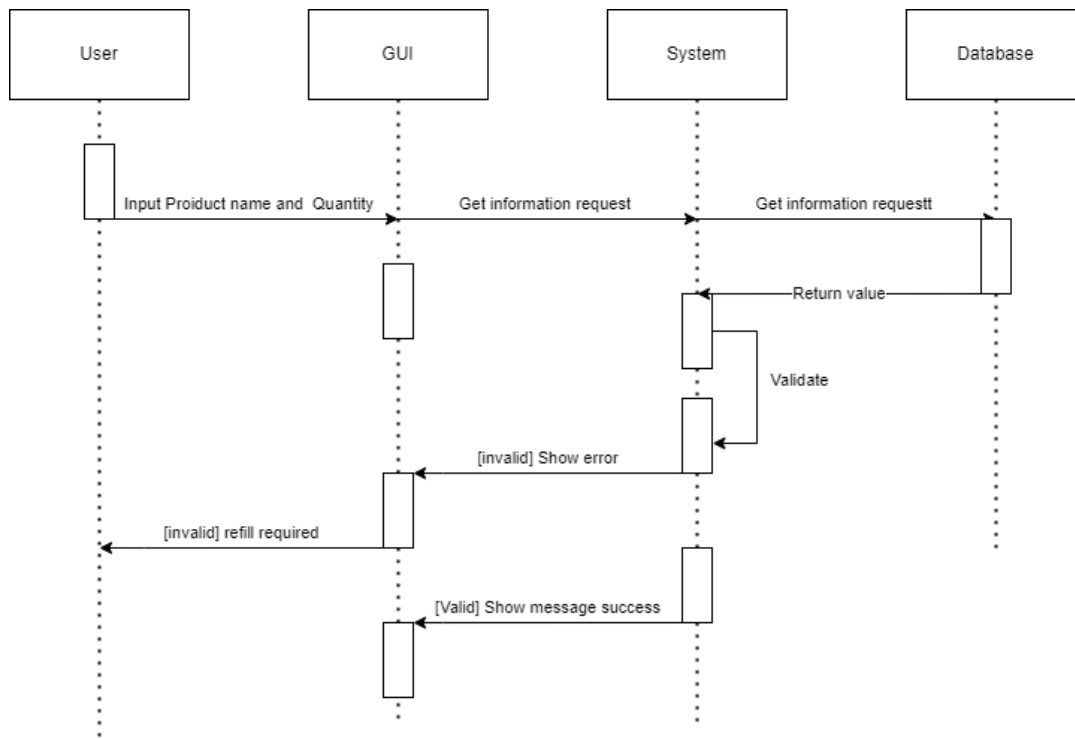 User
GUI
System
Database
Input Proiduct name and Quantity
Get information request
Get information requestt
Return value
Validate
[invalid] Show error
[invalid] refill required
[Valid] Show message success